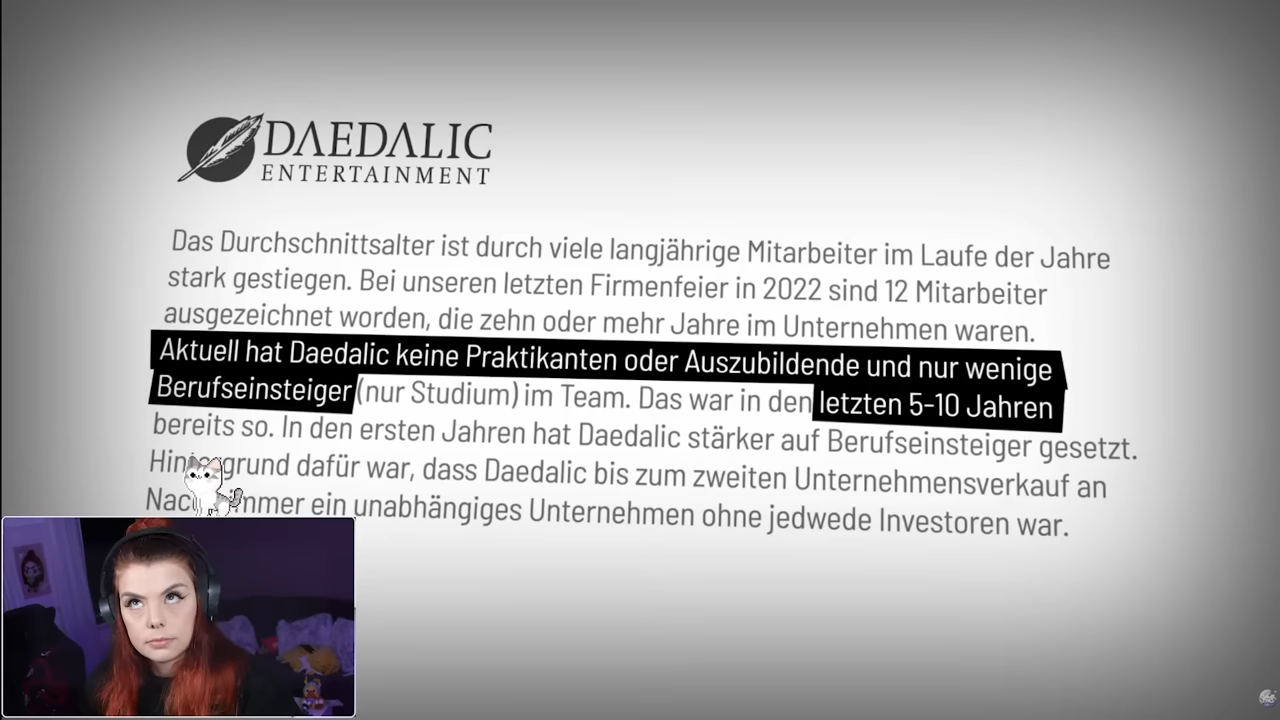 DAEDALIC
ENTERTAINMENT
Das Durchschnittsalter ist durch viele langjährige Mitarbeiter im Laufe der Jahre
stark gestiegen. Bei unseren letzten Firmenfeier in 2022 sind 12 Mitarbeiter
ausgezeichnet worden, die zehn oder mehr Jahre im Unternehmen waren.
Aktuell hat Daedalic keine Praktikanten oder Auszubildende und nur wenige
Berufseinsteiger (nur Studium) im Team. Das war in den letzten 5-10 Jahren
bereits so. In den ersten Jahren hat Daedalic stärker auf Berufseinsteiger gesetzt.
dafür war, dass Daedalic bis zum zweiten Unternehmensverkauf an
ein unabhängiges Unternehmen ohne jedwede Investoren war.